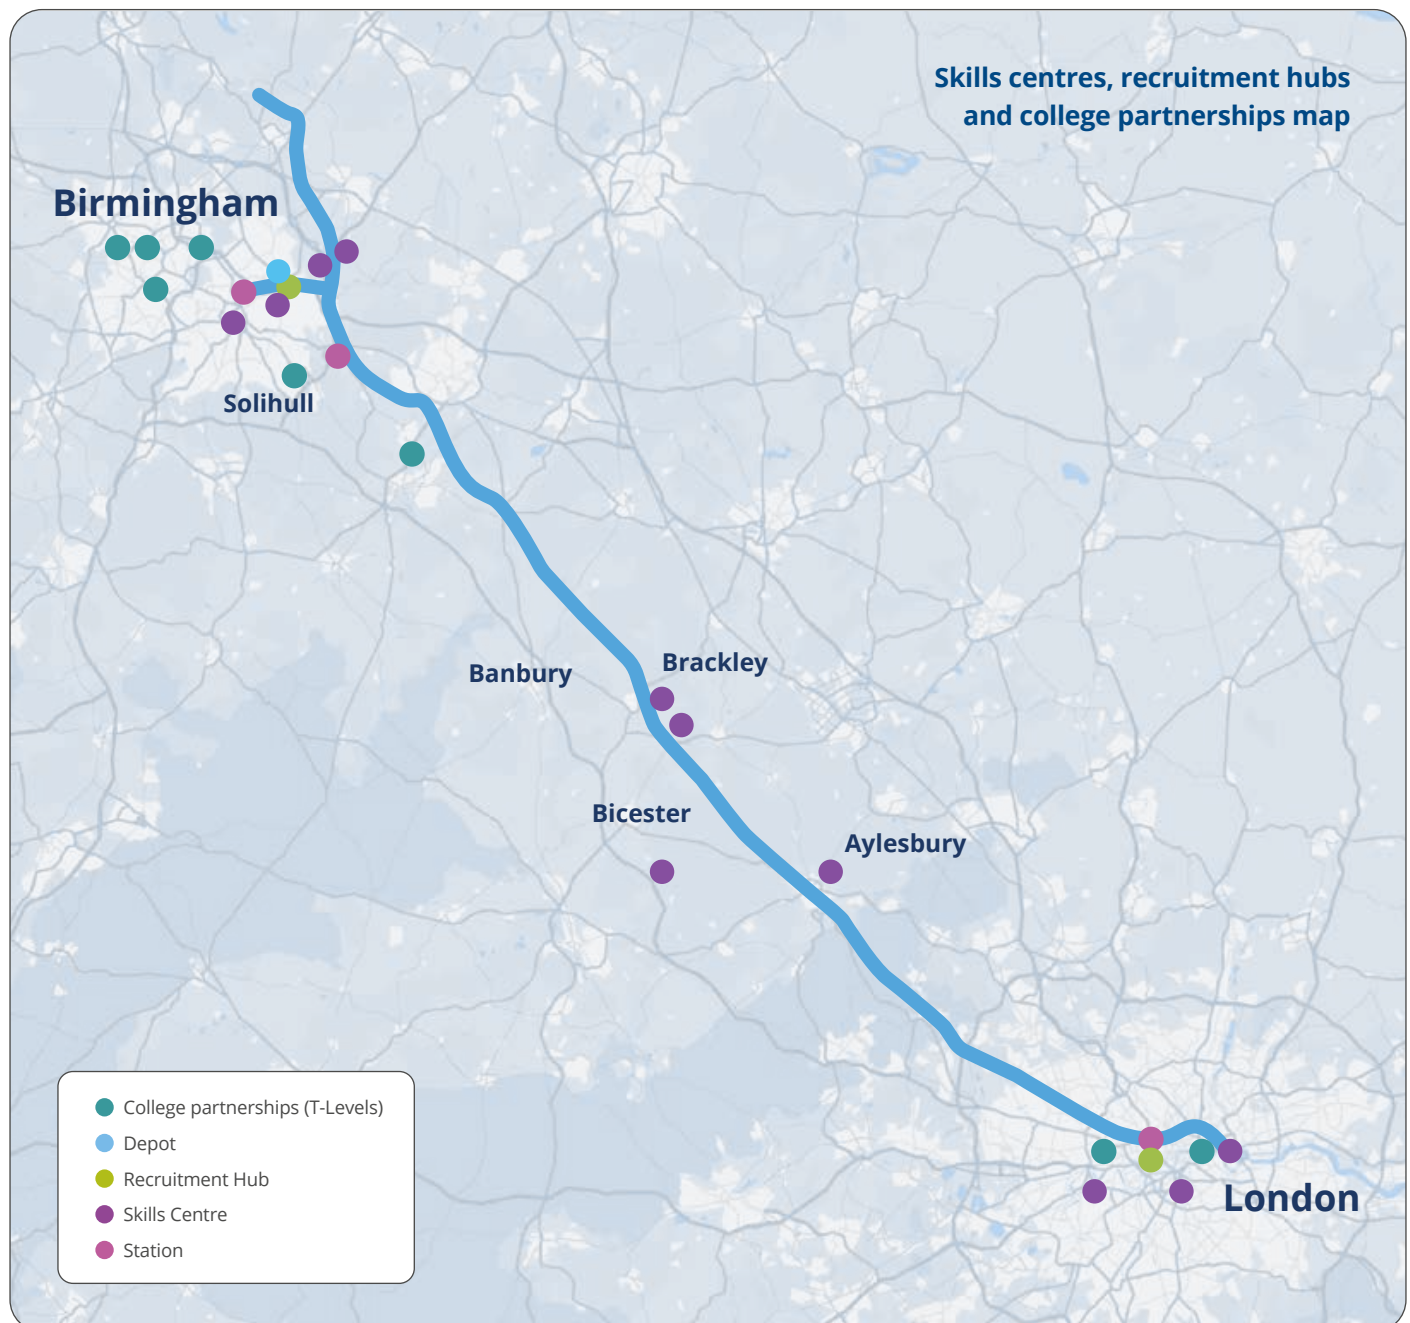 Skills centres, recruitment hubs
and college partnerships map
Birmingham
Solihull
Banbury
Brackley
Bicester
Aylesbury
London
College partnerships (T-Levels)
Depot
Recruitment Hub
Skills Centre
Station